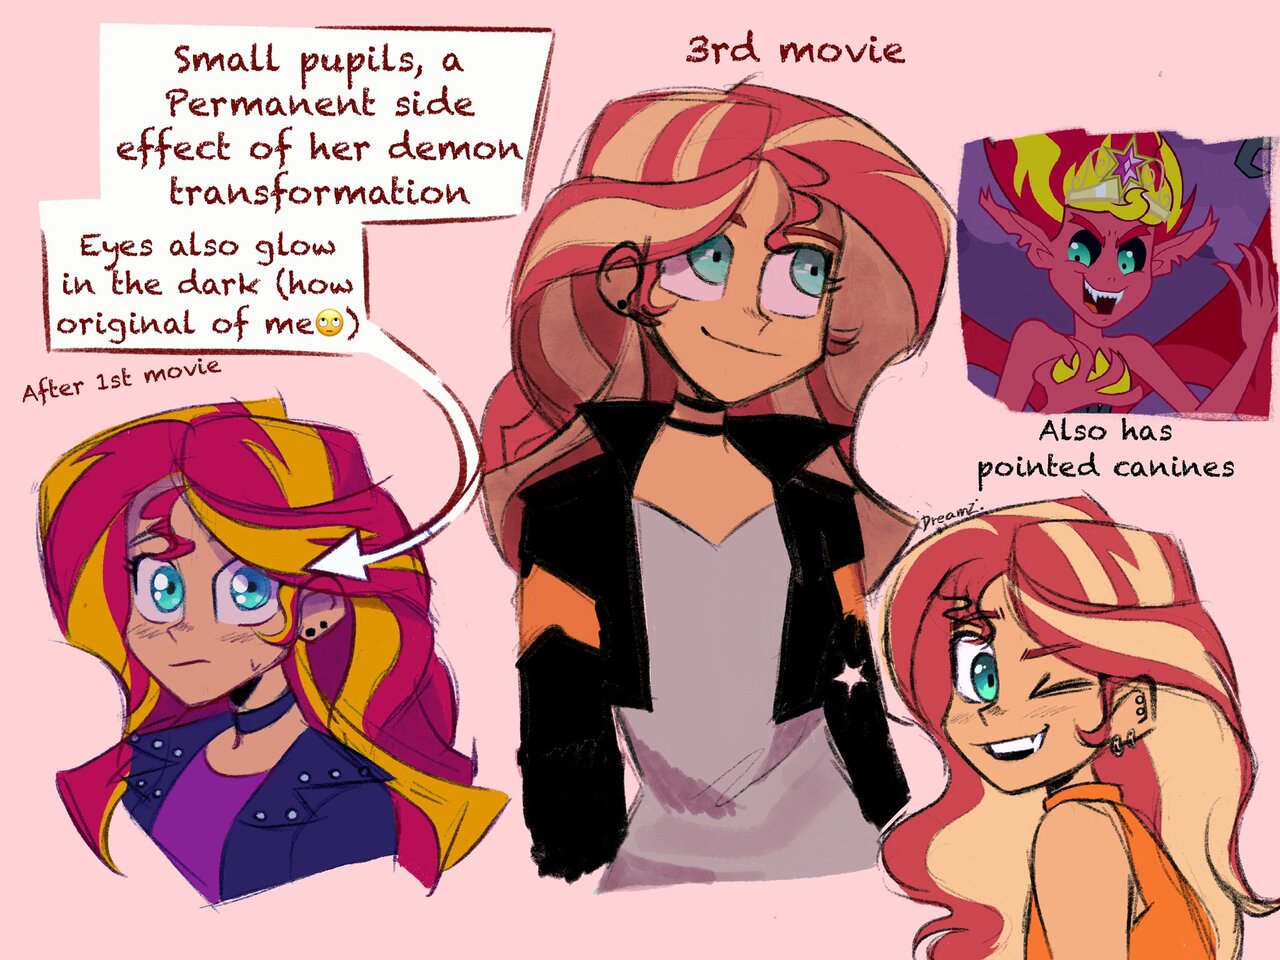 Small pupils, a
Permanent side
effect of her demon
transformation
Eyes also glow
in the dark (how
original of me🙄)
After 1st movie
3rd movie
Also has
pointed canines
Dreamz.